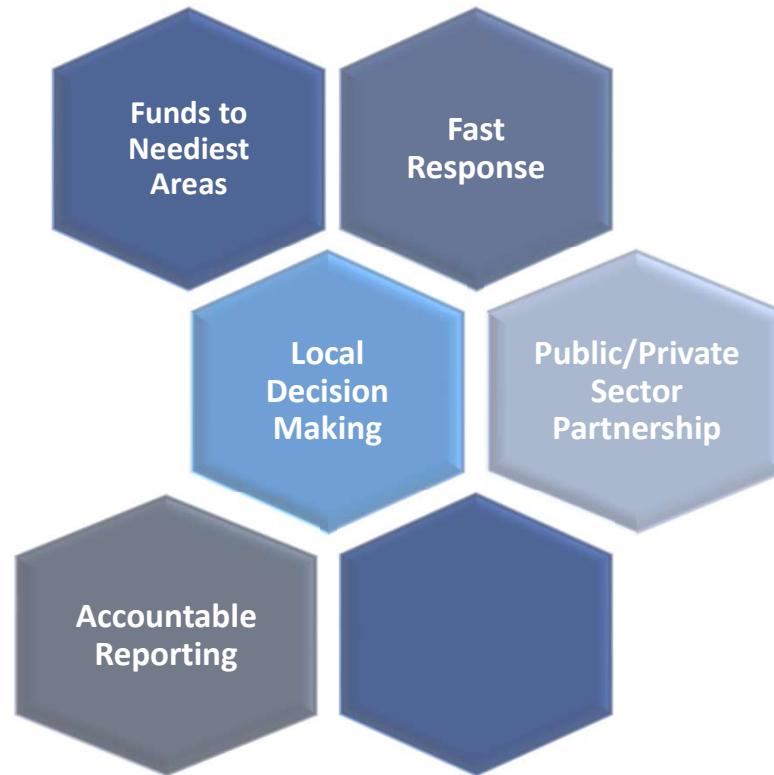 Funds to
Neediest
Areas
Fast
Response
Local
Decision
Making
Public/Private
Sector
Partnership
Accountable
Reporting